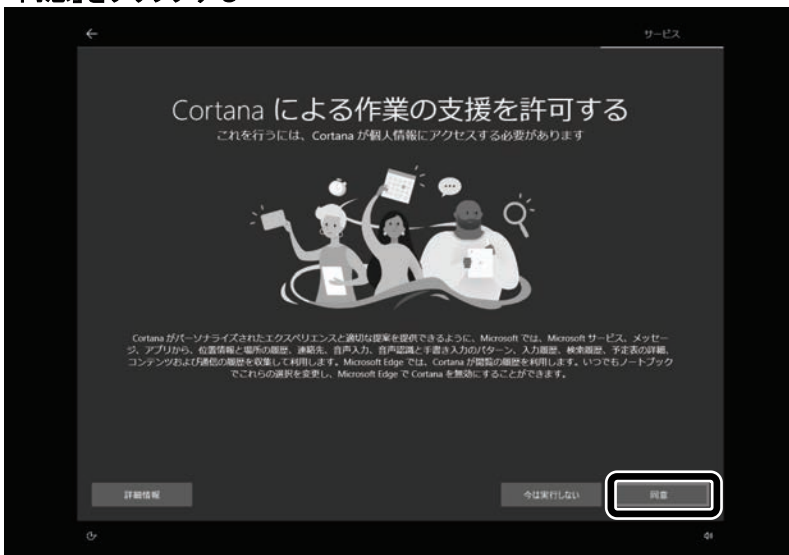 サービス
Cortana による作業の支援を許可する
これを行うには、Cortana が個人情報にアクセスする必要があります
Cortana がパーソナライズされたエクスペリエンスと適切な提案を提供できるように、Microsoft では、Microsoft サービス、メッセー
ジ、アプリから、位置情報と場所の履歴、連絡先、音声入力、音声認識と手書き入力のパターン、入力履歴、検索履歴、予定表の詳細、
コンテンツおよび通信の履歴を収集して利用します。Microsoft Edge では、Cortana が閲覧の履歴を利用します。いつでもノートブック
でこれらの選択を変更し、Microsoft Edge で Cortana を無効にすることができます。
詳細情報
今は実行しない
同意